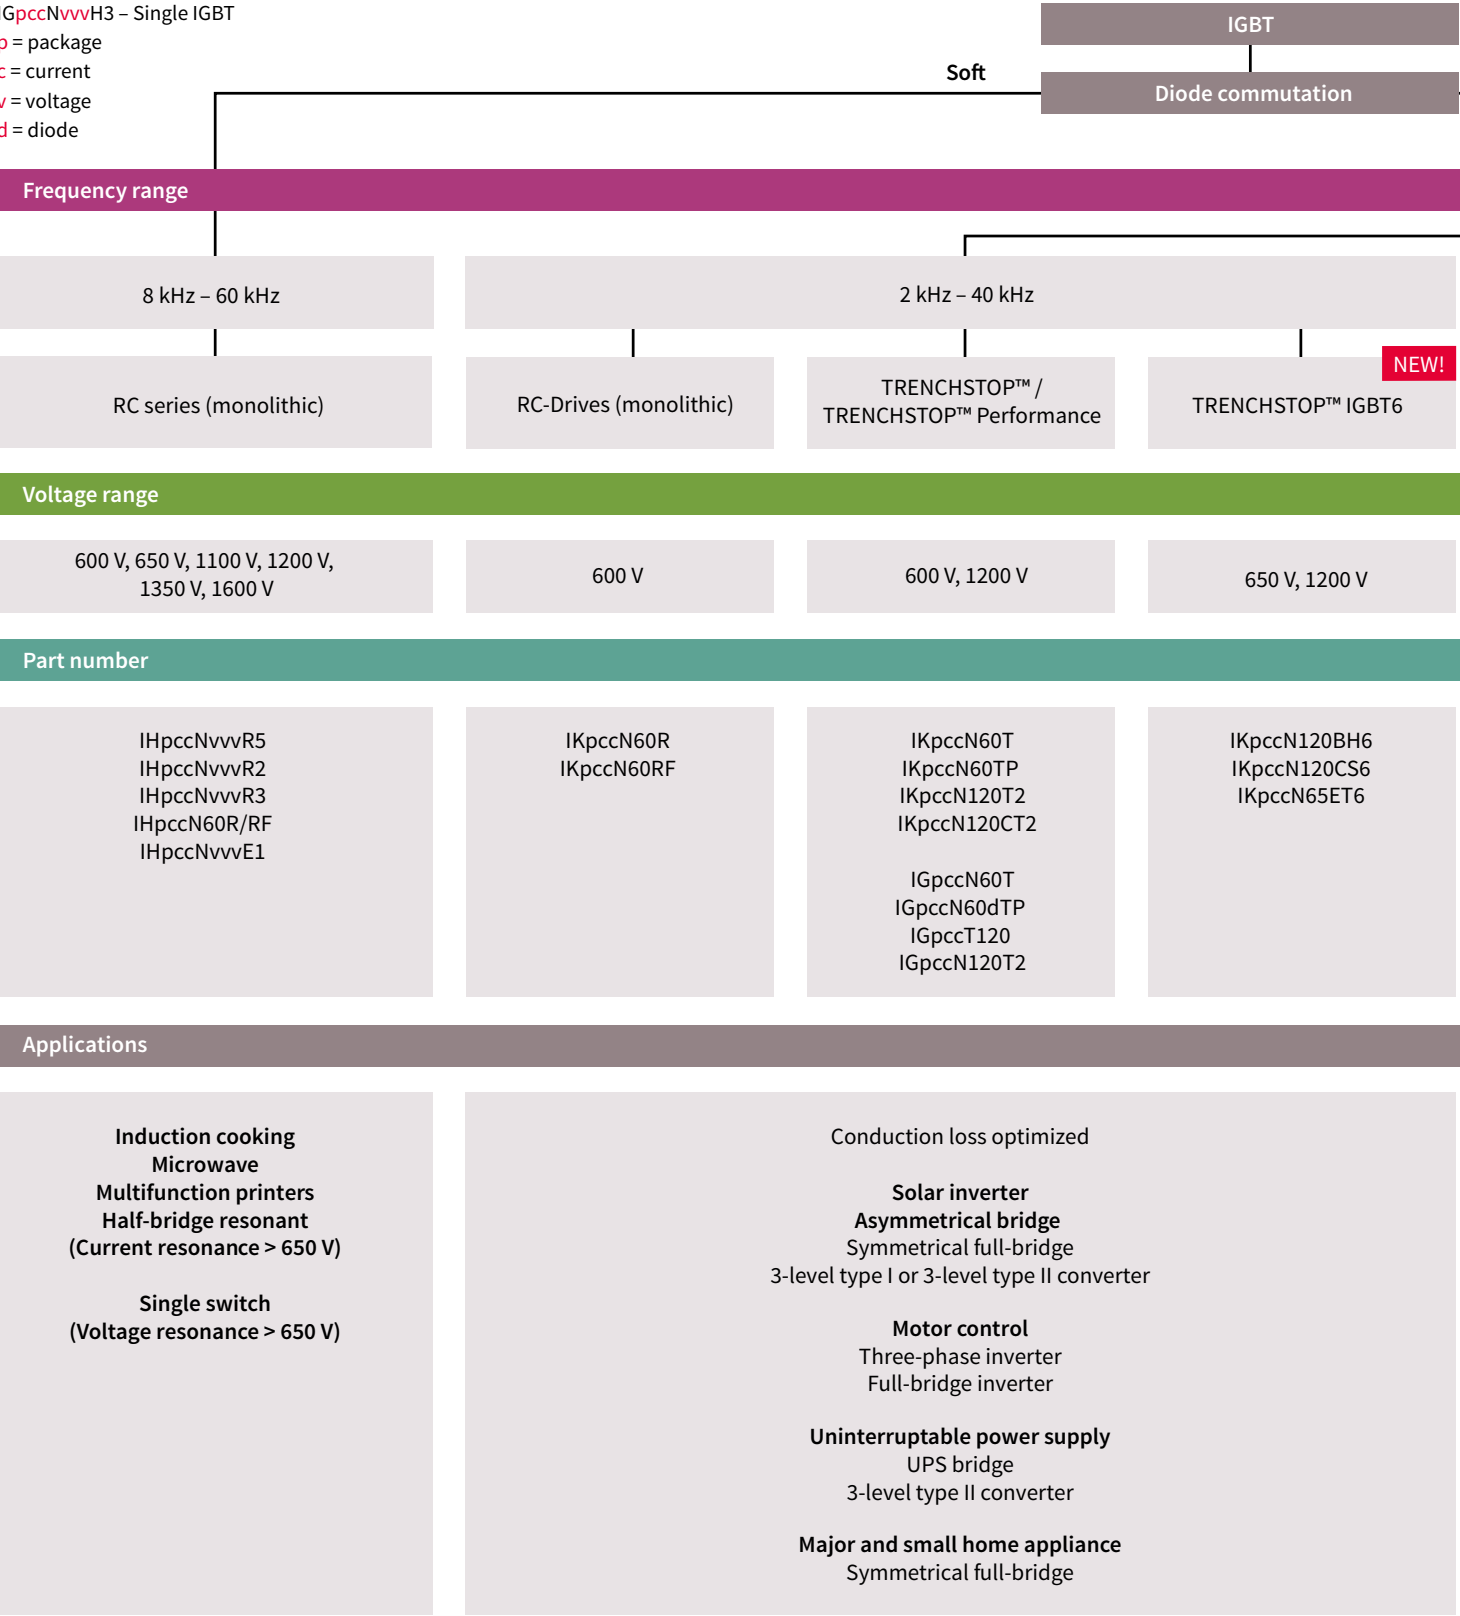 IGpccNvvvH3 – Single IGBT
p = package
c = current
v = voltage
d = diode
IGBT
Soft
Diode commutation
Frequency range
8 kHz – 60 kHz
2 kHz – 40 kHz
RC series (monolithic)
RC-Drives (monolithic)
TRENCHSTOP™ /
TRENCHSTOP™ Performance
NEW!
TRENCHSTOP™ IGBT6
Voltage range
600 V, 650 V, 1100 V, 1200 V,
1350 V, 1600 V
600 V
600 V, 1200 V
650 V, 1200 V
Part number
IHpccNvvvR5
IHpccNvvvR2
IHpccNvvvR3
IHpccN60R/RF
IHpccNvvvE1
IKpccN60R
IKpccN60RF
IKpccN60T
IKpccN60TP
IKpccN120T2
IKpccN120CT2
IGpccN60T
IGpccN60dTP
IGpccT120
IGpccN120T2
IKpccN120BH6
IKpccN120CS6
IKpccN65ET6
Applications
Induction cooking
Microwave
Multifunction printers
Half-bridge resonant
(Current resonance > 650 V)
Single switch
(Voltage resonance > 650 V)
Conduction loss optimized
Solar inverter
Asymmetrical bridge
Symmetrical full-bridge
3-level type I or 3-level type II converter
Motor control
Three-phase inverter
Full-bridge inverter
Uninterruptable power supply
UPS bridge
3-level type II converter
Major and small home appliance
Symmetrical full-bridge